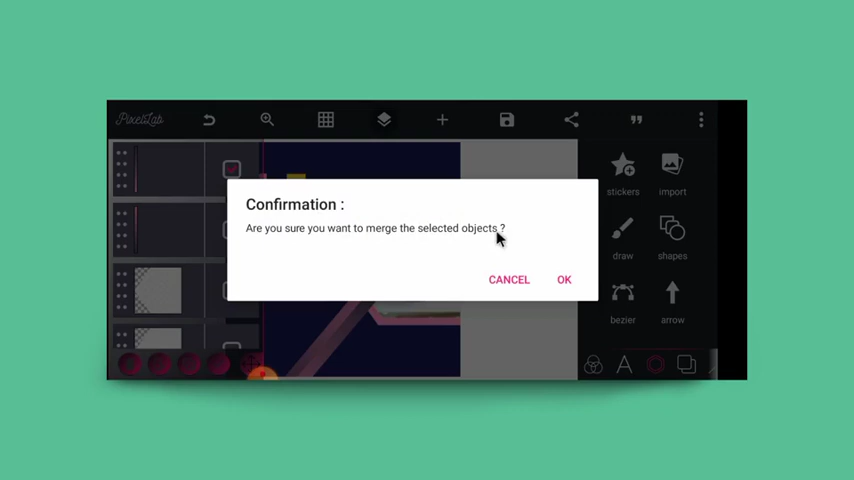 PixelLab
Confirmation :
Are you sure you want to merge the selected objects ?
CANCEL OK
stickers import
draw shapes
bezier arrow